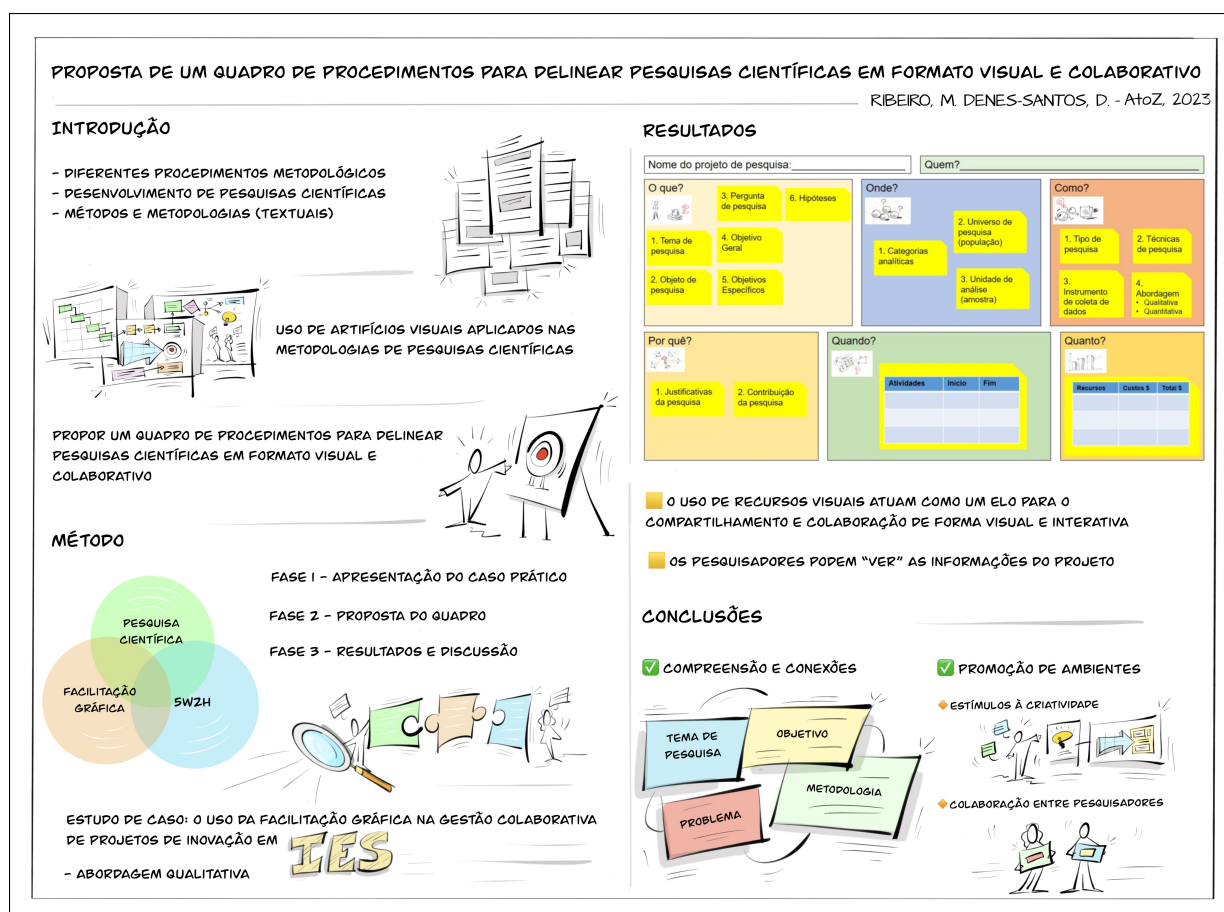 PROPOSTA DE UM QUADRO DE PROCEDIMENTOS PARA DELINEAR PESQUISAS CIENTÍFICAS EM FORMATO VISUAL E COLABORATIVO
RIBEIRO, M. DENES-SANTOS, D. - AtoZ, 2023
INTRODUÇÃO
- DIFERENTES PROCEDIMENTOS METODOLÓGICOS
- DESENVOLVIMENTO DE PESQUISAS CIENTÍFICAS
- MÉTODOS E METODOLOGIAS (TEXTUAIS)
USO DE ARTIFÍCIOS VISUAIS APLICADOS NAS
METODOLOGIAS DE PESQUISAS CIENTÍFICAS
PROPOR UM QUADRO DE PROCEDIMENTOS PARA DELINEAR
PESQUISAS CIENTÍFICAS EM FORMATO VISUAL E
COLABORATIVO
MÉTODO
PESQUISA
CIENTÍFICA
FACILITAÇÃO
GRÁFICA
5W2H
FASE 1 - APRESENTAÇÃO DO CASO PRÁTICO
FASE 2 - PROPOSTA DO QUADRO
FASE 3 - RESULTADOS E DISCUSSÃO
ESTUDO DE CASO: O USO DA FACILITAÇÃO GRÁFICA NA GESTÃO COLABORATIVA
DE PROJETOS DE INOVAÇÃO EM IES
- ABORDAGEM QUALITATIVA
RESULTADOS
Nome do projeto de pesquisa:
Quem?
O que?
1. Tema de
pesquisa
2. Objeto de
pesquisa
3. Pergunta
de pesquisa
4. Objetivo
Geral
5. Objetivos
Específicos
6. Hipóteses
Onde?
1. Categorias
analíticas
2. Universo de
pesquisa
(população)
3. Unidade de
análise
(amostra)
Como?
1. Tipo de
pesquisa
2. Técnicas
de pesquisa
3.
Instrumento
de coleta de
dados
4.
Abordagem
• Qualitativa
• Quantitativa
Por quê?
1. Justificativas
da pesquisa
2. Contribuição
da pesquisa
Quando?
Atividades Início Fim
Quanto?
Recursos Custos $ Total $
O USO DE RECURSOS VISUAIS ATUAM COMO UM ELO PARA O
COMPARTILHAMENTO E COLABORAÇÃO DE FORMA VISUAL E INTERATIVA
OS PESQUISADORES PODEM "VER" AS INFORMAÇÕES DO PROJETO
CONCLUSÕES
COMPREENSÃO E CONEXÕES
TEMA DE
PESQUISA
OBJETIVO
METODOLOGIA
PROBLEMA
PROMOÇÃO DE AMBIENTES
ESTÍMULOS À CRIATIVIDADE
COLABORAÇÃO ENTRE PESQUISADORES